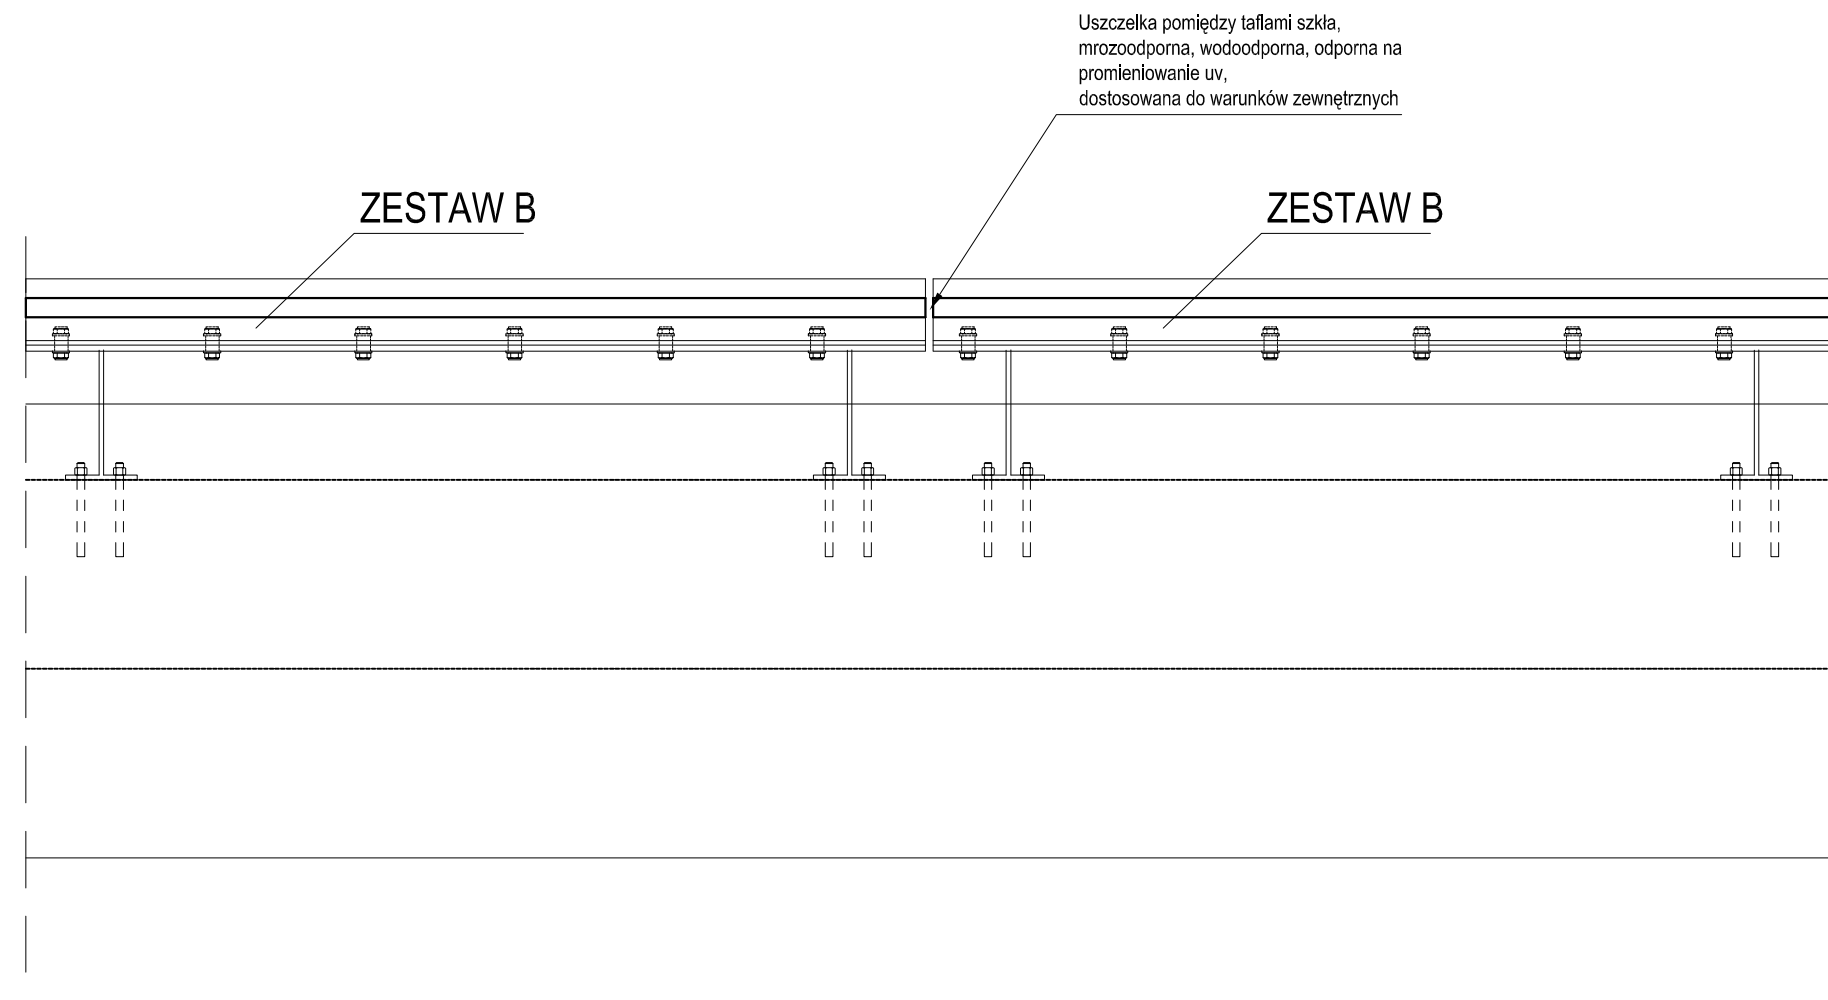 Uszczelka pomiędzy taflami szkła,
mrozoodporna, wodoodporna, odporna na
promieniowanie uv,
dostosowana do warunków zewnętrznych
ZESTAW B
ZESTAW B